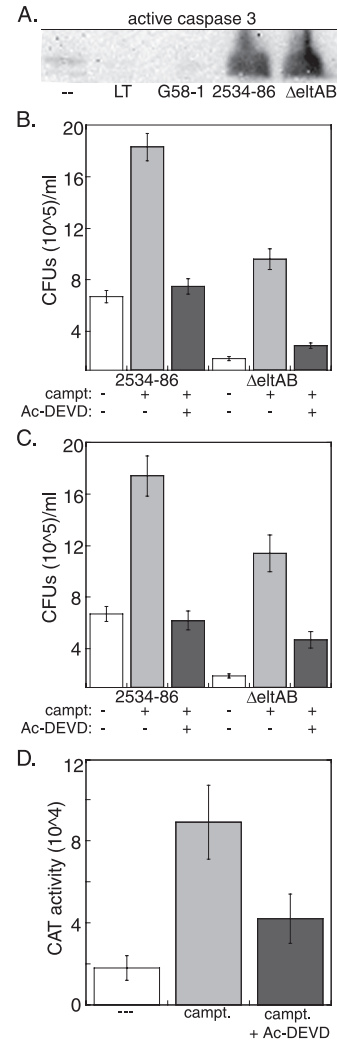 A.
active caspase 3
-- LT G58-1 2534-86 ΔeltAB
B.
CFUs (10^5)/ml
20
16
12
8
4
2534-86 ΔeltAB
campt: - + + - + +
Ac-DEVD: - - + - - +
C.
CFUs (10^5)/ml
20
16
12
8
4
2534-86 ΔeltAB
campt: - + + - + +
Ac-DEVD: - - + - - +
D.
CAT activity (10^4)
12
8
4
0
--- campt. campt.
+ Ac-DEVD